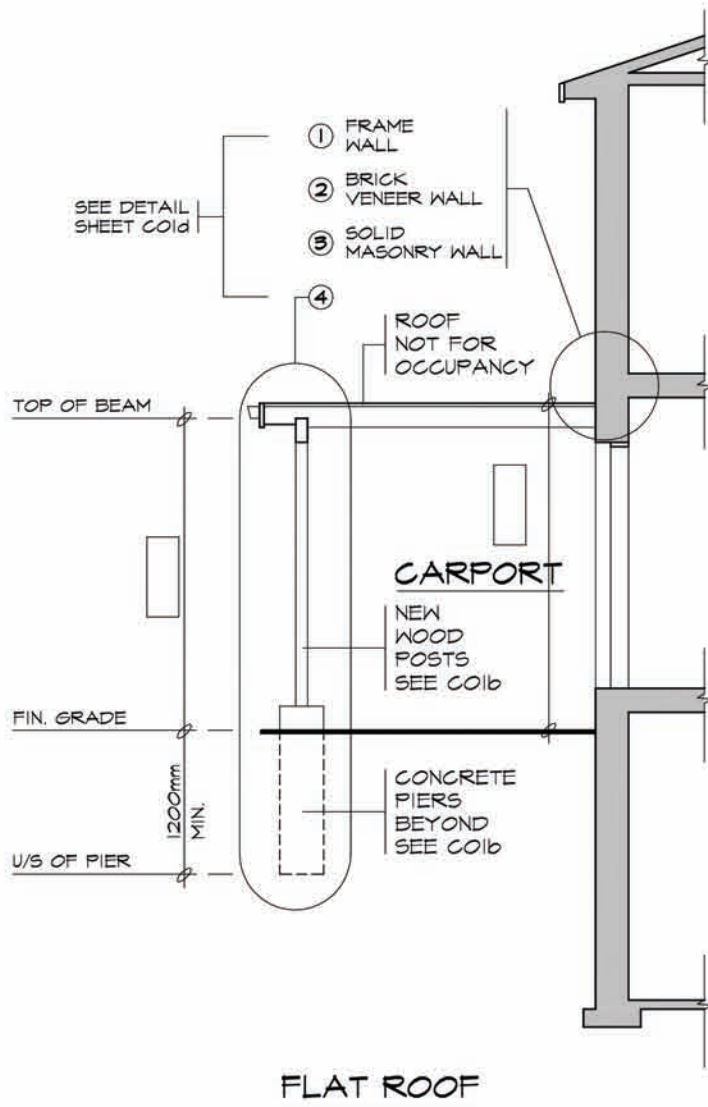 ① FRAME
WALL
② BRICK
VENEER WALL
③ SOLID
MASONRY WALL
④
SEE DETAIL
SHEET C01d
ROOF
NOT FOR
OCCUPANCY
TOP OF BEAM
CARPORT
NEW
WOOD
POSTS
SEE C01b
FIN. GRADE
1200mm
MIN.
CONCRETE
PIERS
BEYOND
SEE C01b
U/S OF PIER
FLAT ROOF